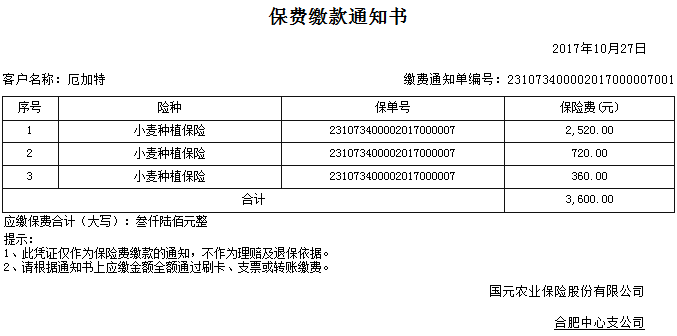 保费缴款通知书
2017年10月27日
客户名称：厄加特 缴费通知单编号：231073400002017000007001
序号 险种 保单号 保险费(元)
1 小麦种植保险 231073400002017000007 2,520.00
2 小麦种植保险 231073400002017000007 720.00
3 小麦种植保险 231073400002017000007 360.00
合计 3,600.00
应缴保费合计（大写）：叁仟陆佰元整
提示：
1、此凭证仅作为保险费缴款的通知，不作为理赔及退保依据。
2、请根据通知书上应缴金额全额通过刷卡、支票或转账缴费。
国元农业保险股份有限公司
合肥中心支公司